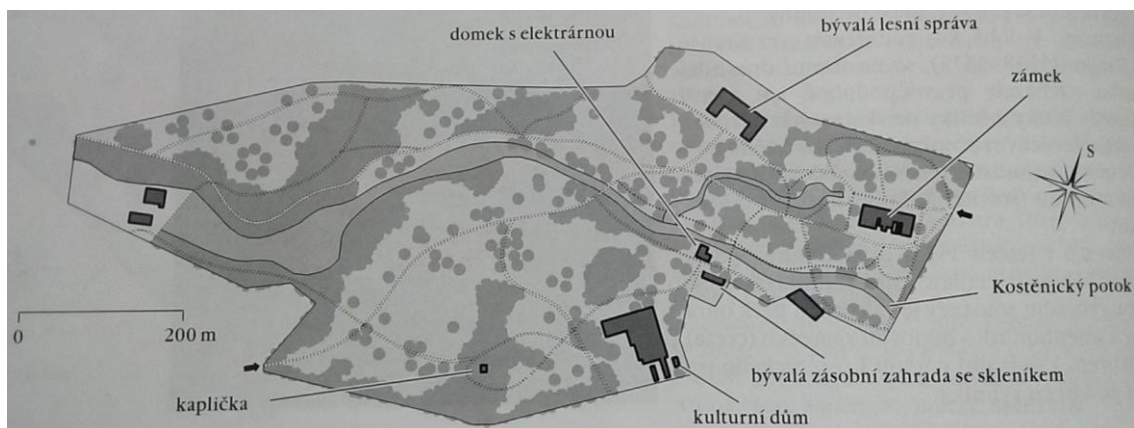 bývalá lesní správa
domek s elektrárnou
zámek
S
Kostěnický potok
0
200 m
bývalá zásobní zahrada se skleníkem
kaplička
kulturní dům